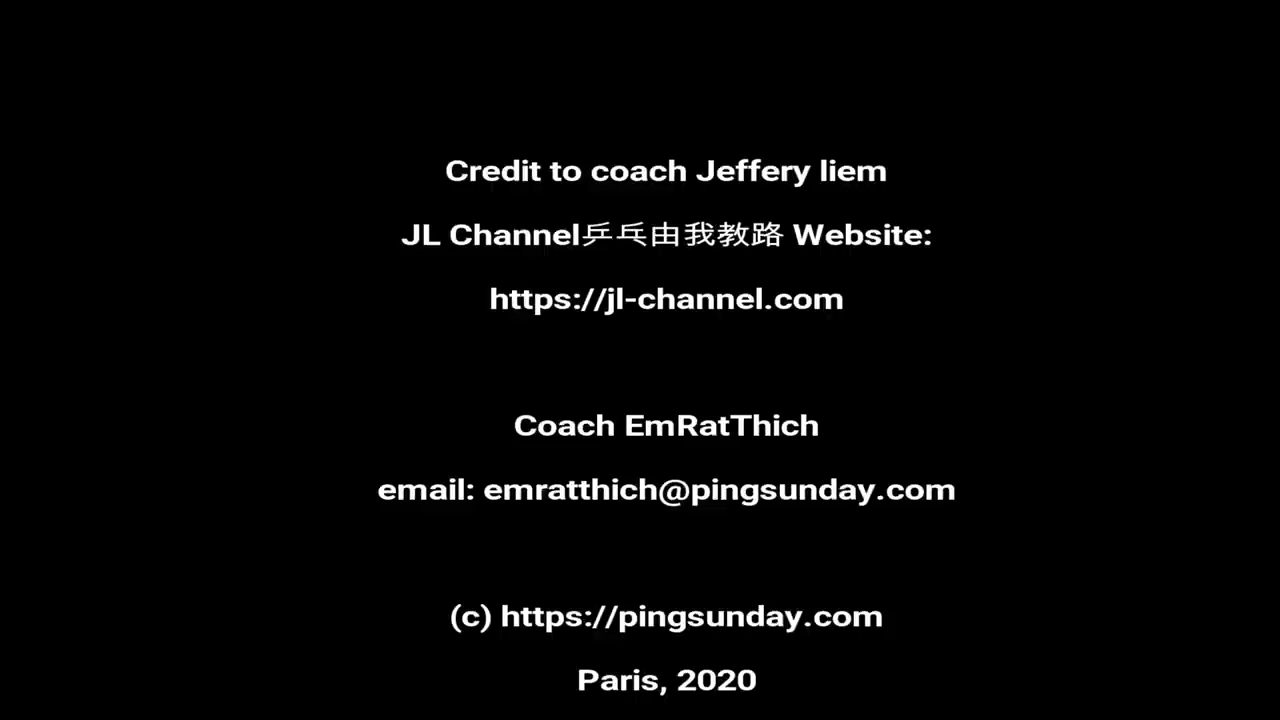 Credit to coach Jeffery liem
JL Channel乒乓由我教路 Website:
https://jl-channel.com
Coach EmRatThich
email: emratthich@pingsunday.com
(c) https://pingsunday.com
Paris, 2020